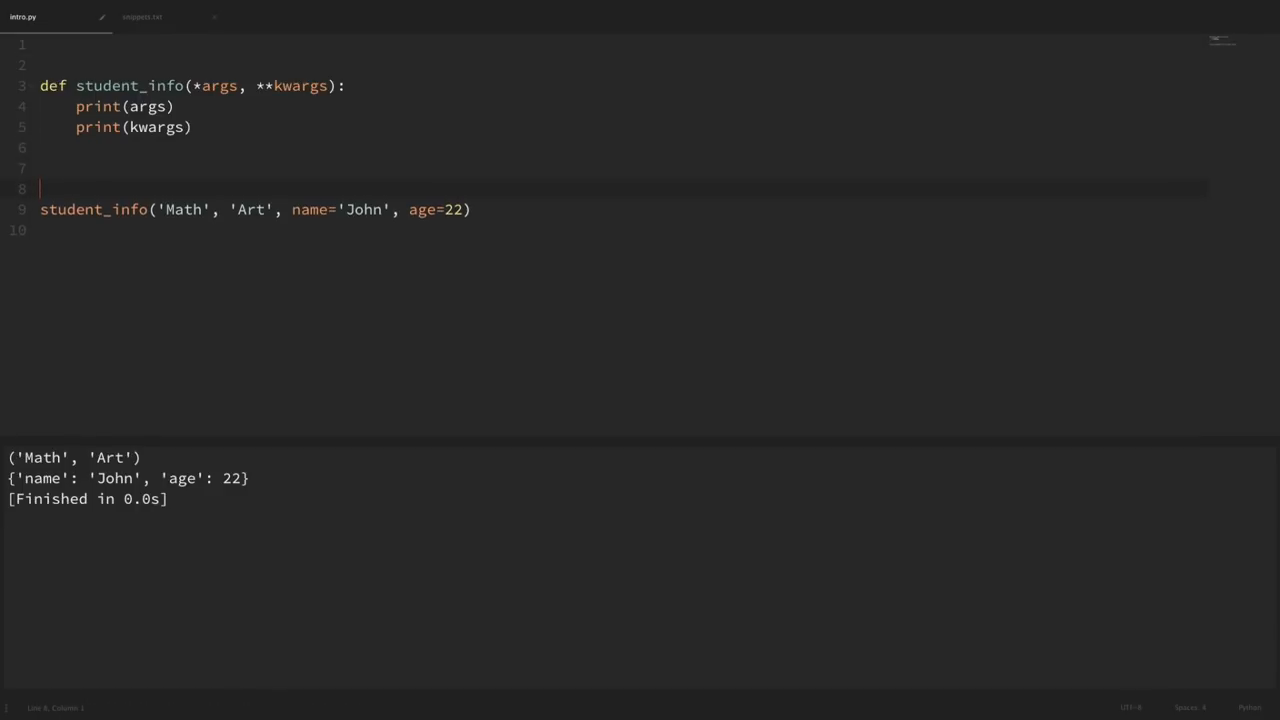 intro.py
snippets.txt
1
2
3 def student_info(*args, **kwargs):
4     print(args)
5     print(kwargs)
6
7
8
9 student_info('Math', 'Art', name='John', age=22)
10
('Math', 'Art')
{'name': 'John', 'age': 22}
[Finished in 0.0s]
Line 8, Column 1
UTF-8
Spaces: 4
Python